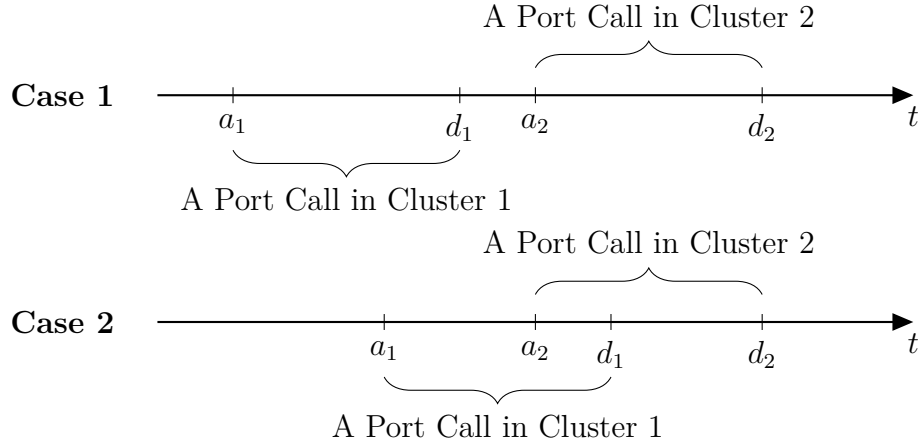 A Port Call in Cluster 2
Case 1
a₁ d₁ a₂ d₂ t
A Port Call in Cluster 1
A Port Call in Cluster 2
Case 2
a₁ a₂ d₁ d₂ t
A Port Call in Cluster 1